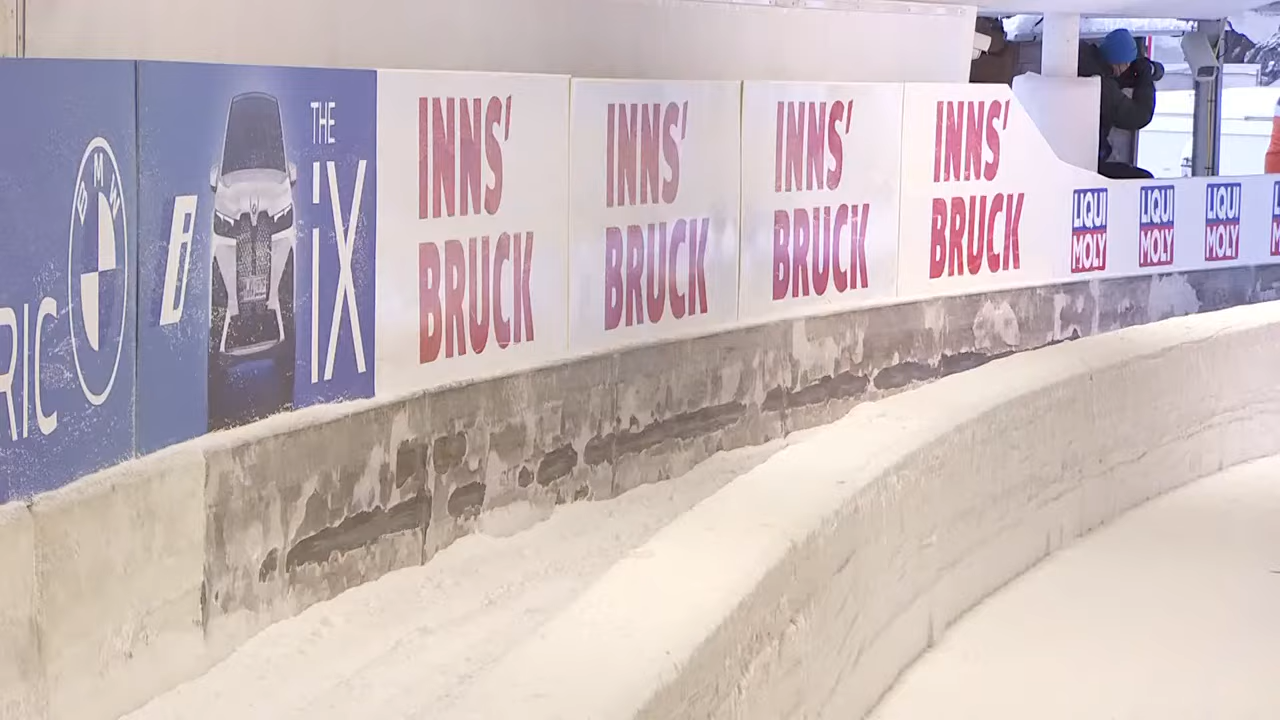 RIC
BMW
i
THE
iX
INNS'
BRUCK
INNS'
BRUCK
INNS'
BRUCK
INNS'
BRUCK
LIQUI
MOLY
LIQUI
MOLY
LIQUI
MOLY